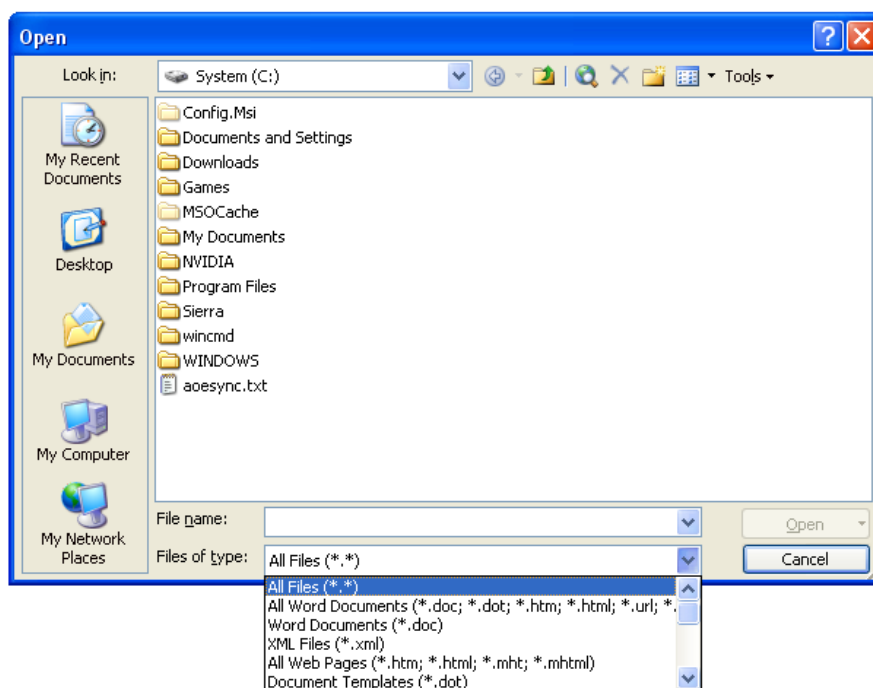 Open
Look in:
System (C:)
Tools
My Recent
Documents
Desktop
My Documents
My Computer
My Network
Places
Config.Msi
Documents and Settings
Downloads
Games
MSOCache
My Documents
NVIDIA
Program Files
Sierra
wincmd
WINDOWS
aoesync.txt
File name:
Open
Files of type:
All Files (*.*)
Cancel
All Files (*.*)
All Word Documents (*.doc; *.dot; *.htm; *.html; *.url; *.
Word Documents (*.doc)
XML Files (*.xml)
All Web Pages (*.htm; *.html; *.mht; *.mhtml)
Document Templates (*.dot)